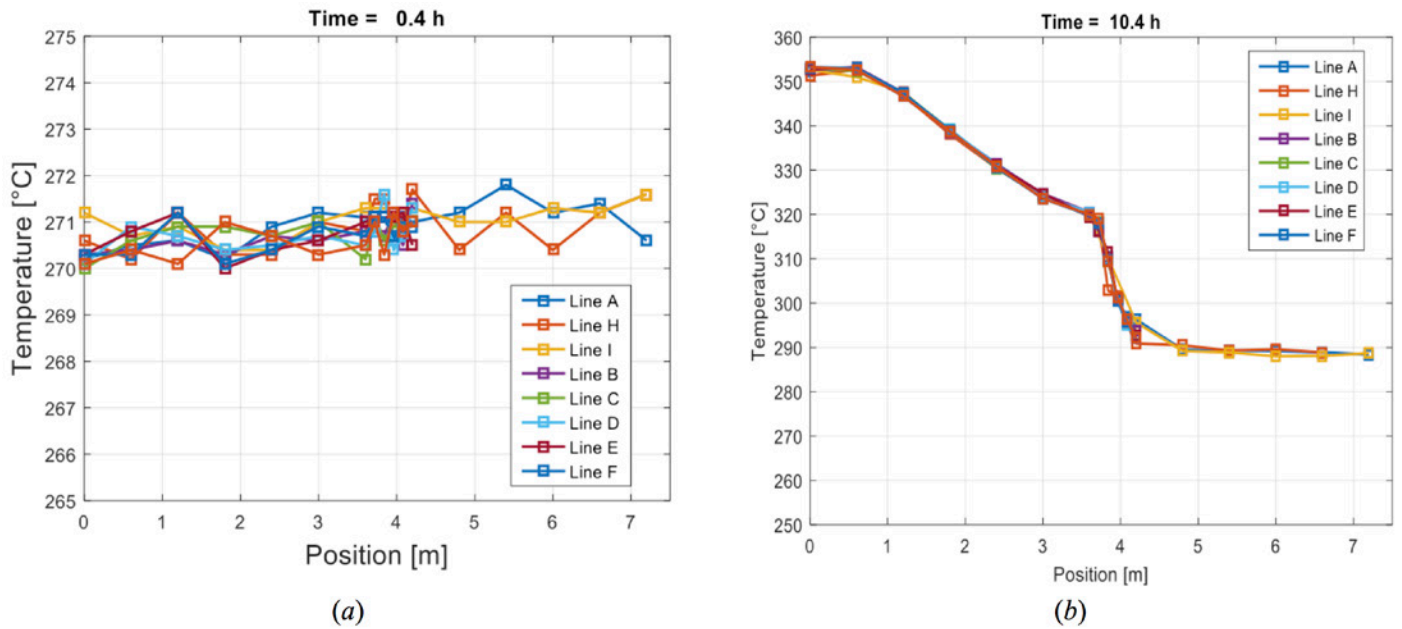 Time = 0.4 h
275
274
273
272
271
270
269
268
267
266
265
Temperature [°C]
0 1 2 3 4 5 6 7
Position [m]
Line A
Line H
Line I
Line B
Line C
Line D
Line E
Line F
(a)
Time = 10.4 h
360
350
340
330
320
310
300
290
280
270
260
250
Temperature [°C]
0 1 2 3 4 5 6 7
Position [m]
Line A
Line H
Line I
Line B
Line C
Line D
Line E
Line F
(b)